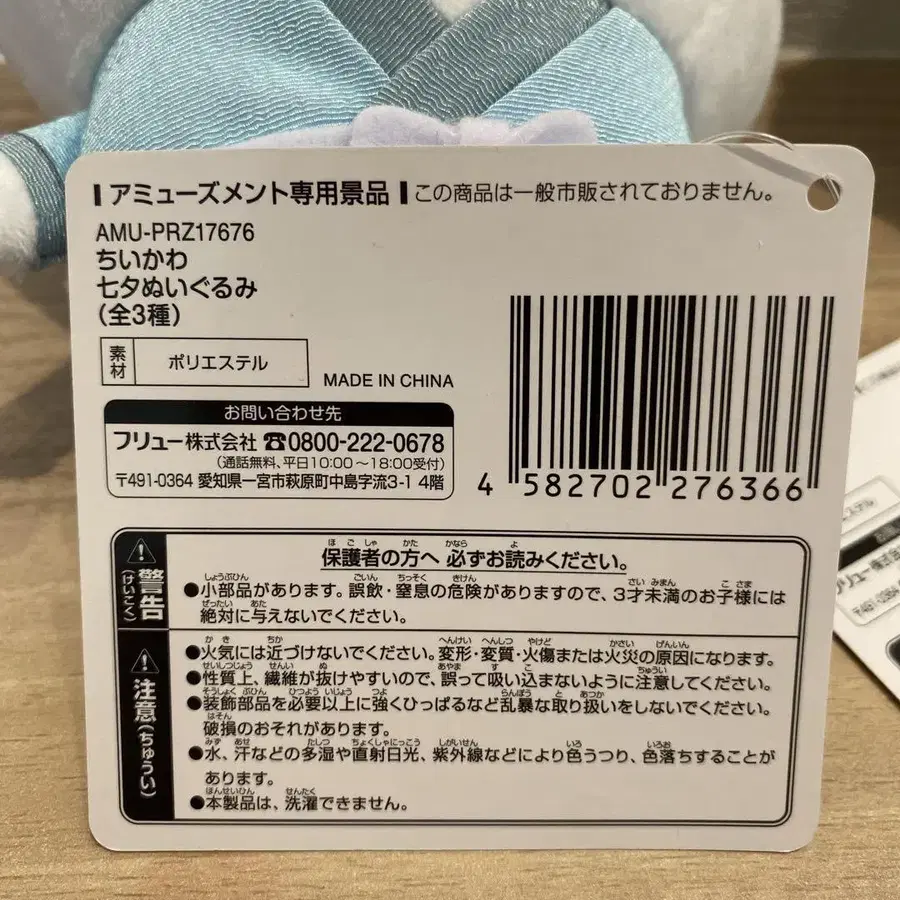 アミューズメント専用景品 この商品は一般市販されておりません。
AMU-PRZ17676
ちいかわ
七夕ぬいぐるみ
(全3種)
素材 ポリエステル
MADE IN CHINA
お問い合わせ先
フリュー株式会社 ☎0800-222-0678
(通話無料、平日10:00~18:00受付)
〒491-0364 愛知県一宮市萩原町中島字流3-1 4階
4 582702 276366
警告(けいこく)
保護者の方へ 必ずお読みください。
●小部品があります。誤飲・窒息の危険がありますので、3才未満のお子様には
絶対に与えないでください。
注意(ちゅうい)
●火気には近づけないでください。変形・変質・火傷または火災の原因になります。
●性質上、繊維が抜けやすいので、誤って吸い込まないように注意してください。
●装飾部品を必要以上に強くひっぱるなど乱暴な取り扱いをしないでください。
破損のおそれがあります。
●水、汗などの多湿や直射日光、紫外線などにより色うつり、色落ちすることが
あります。
●本製品は、洗濯できません。